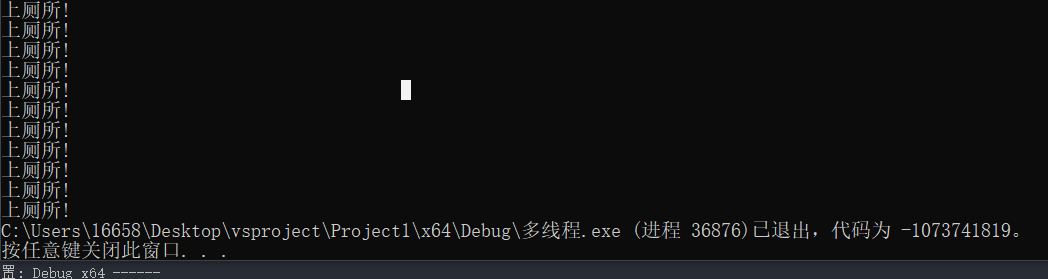 上厕所!
上厕所!
上厕所!
上厕所!
上厕所!
上厕所!
上厕所!
上厕所!
上厕所!
上厕所!
上厕所!
C:\Users\16658\Desktop\vsproject\Project1\x64\Debug\多线程.exe (进程 36876)已退出，代码为 -1073741819。
按任意键关闭此窗口. . .
置: Debug x64 ------